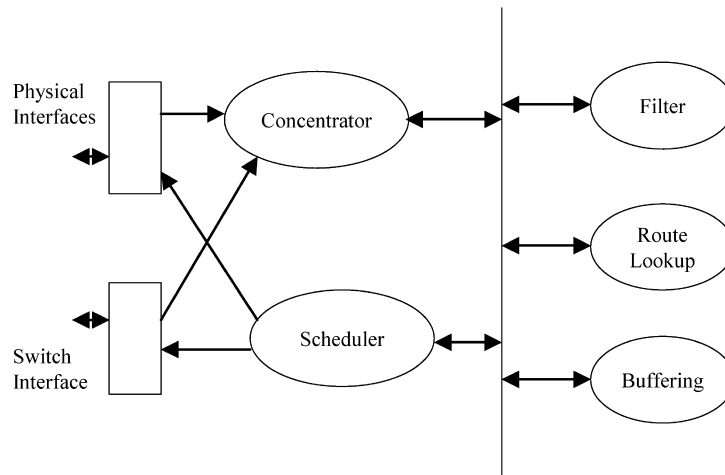 Physical
Interfaces
Concentrator
Filter
Route
Lookup
Switch
Interface
Scheduler
Buffering